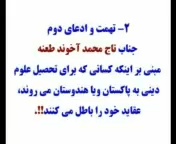 ۲- تهمت و ادعای دوم
جناب تاج محمد آخوند طعنه
مبنی بر اینکه کسانی که برای تحصیل علوم
دینی به پاکستان ویا هندوستان می روند،
عقاید خود را باطل می کنند!!.